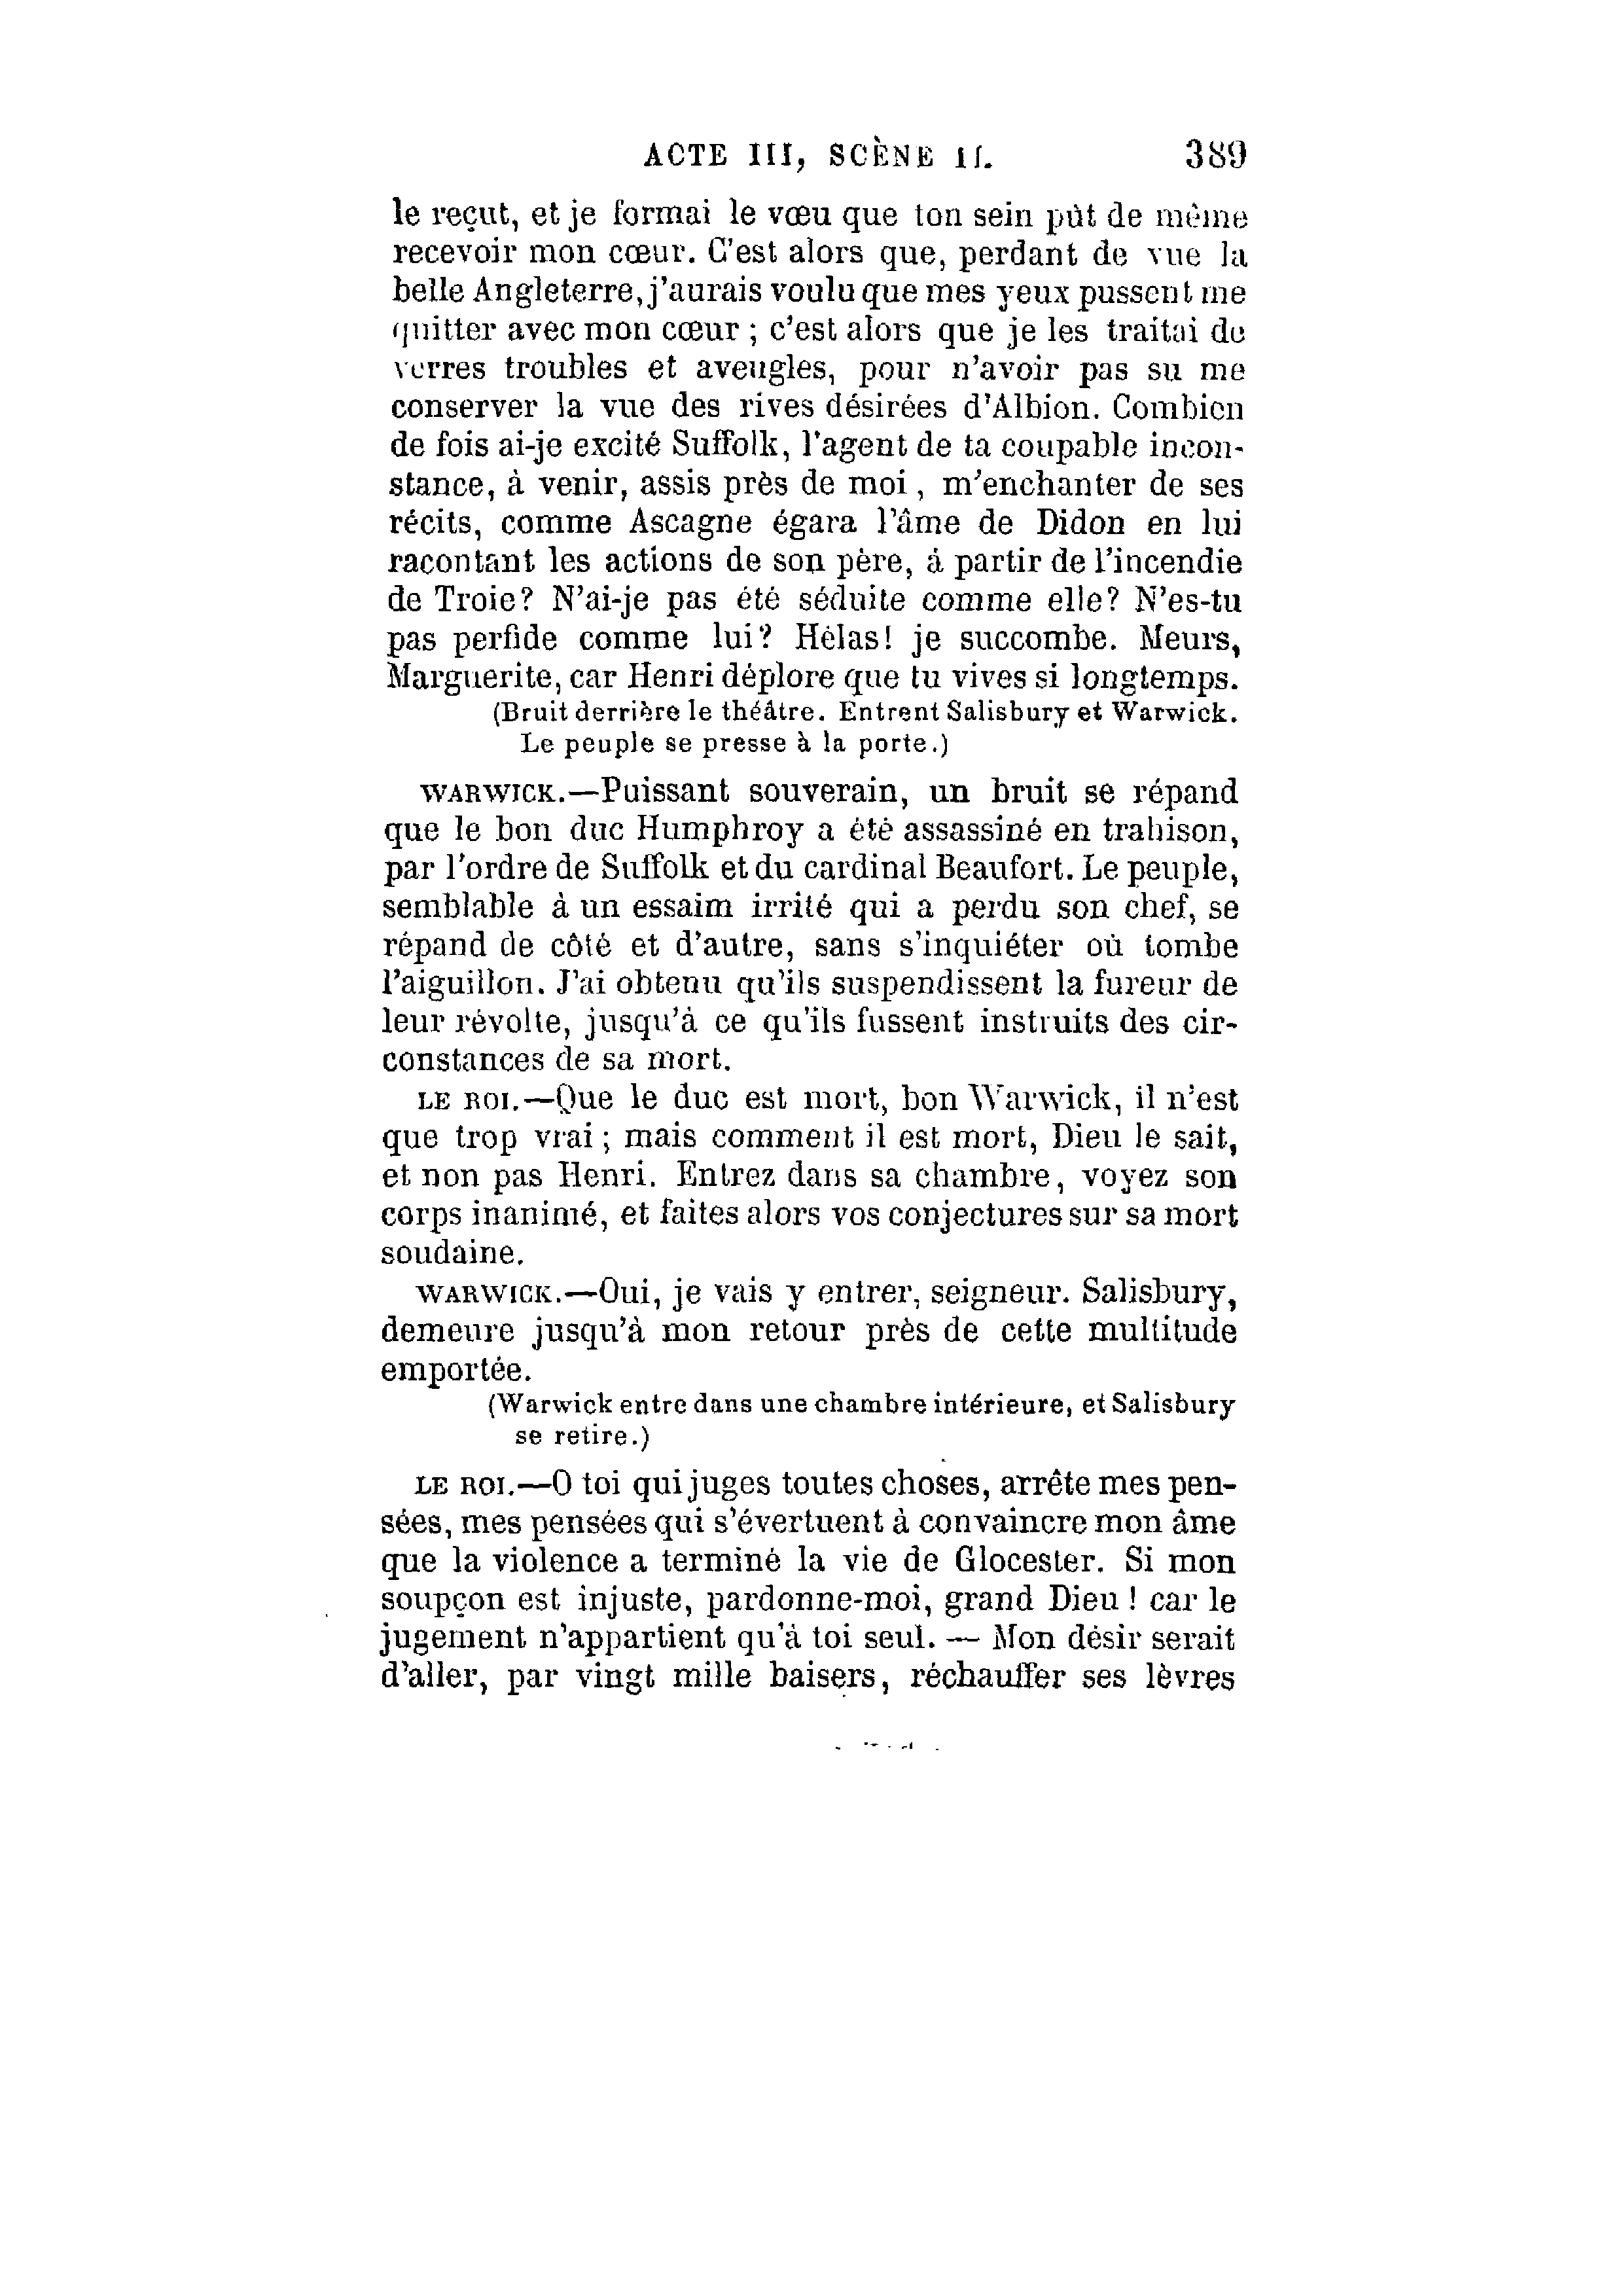 ACTE III, SCÈNE II. 389
le reçut, et je formai le vœu que ton sein pût de même
recevoir mon cœur. C'est alors que, perdant de vue la
belle Angleterre, j'aurais voulu que mes yeux pussent me
quitter avec mon cœur ; c'est alors que je les traitai de
verres troubles et aveugles, pour n'avoir pas su me
conserver la vue des rives désirées d'Albion. Combien
de fois ai-je excité Suffolk, l'agent de ta coupable incon-
stance, à venir, assis près de moi, m'enchanter de ses
récits, comme Ascagne égara l'âme de Didon en lui
racontant les actions de son père, à partir de l'incendie
de Troie? N'ai-je pas été séduite comme elle? N'es-tu
pas perfide comme lui? Hélas! je succombe. Meurs,
Marguerite, car Henri déplore que tu vives si longtemps.
(Bruit derrière le théâtre. Entrent Salisbury et Warwick.
Le peuple se presse à la porte.)
WARWICK.—Puissant souverain, un bruit se répand
que le bon duc Humphroy a été assassiné en trahison,
par l'ordre de Suffolk et du cardinal Beaufort. Le peuple,
semblable à un essaim irrité qui a perdu son chef, se
répand de côté et d'autre, sans s'inquiéter où tombe
l'aiguillon. J'ai obtenu qu'ils suspendissent la fureur de
leur révolte, jusqu'à ce qu'ils fussent instruits des cir-
constances de sa mort.
LE ROI.—Que le duc est mort, bon Warwick, il n'est
que trop vrai ; mais comment il est mort, Dieu le sait,
et non pas Henri. Entrez dans sa chambre, voyez son
corps inanimé, et faites alors vos conjectures sur sa mort
soudaine.
WARWICK.—Oui, je vais y entrer, seigneur. Salisbury,
demeure jusqu'à mon retour près de cette multitude
emportée.
(Warwick entre dans une chambre intérieure, et Salisbury
se retire.)
LE ROI.—O toi qui juges toutes choses, arrête mes pen-
sées, mes pensées qui s'évertuent à convaincre mon âme
que la violence a terminé la vie de Glocester. Si mon
soupçon est injuste, pardonne-moi, grand Dieu ! car le
jugement n'appartient qu'à toi seul. — Mon désir serait
d'aller, par vingt mille baisers, réchauffer ses lèvres